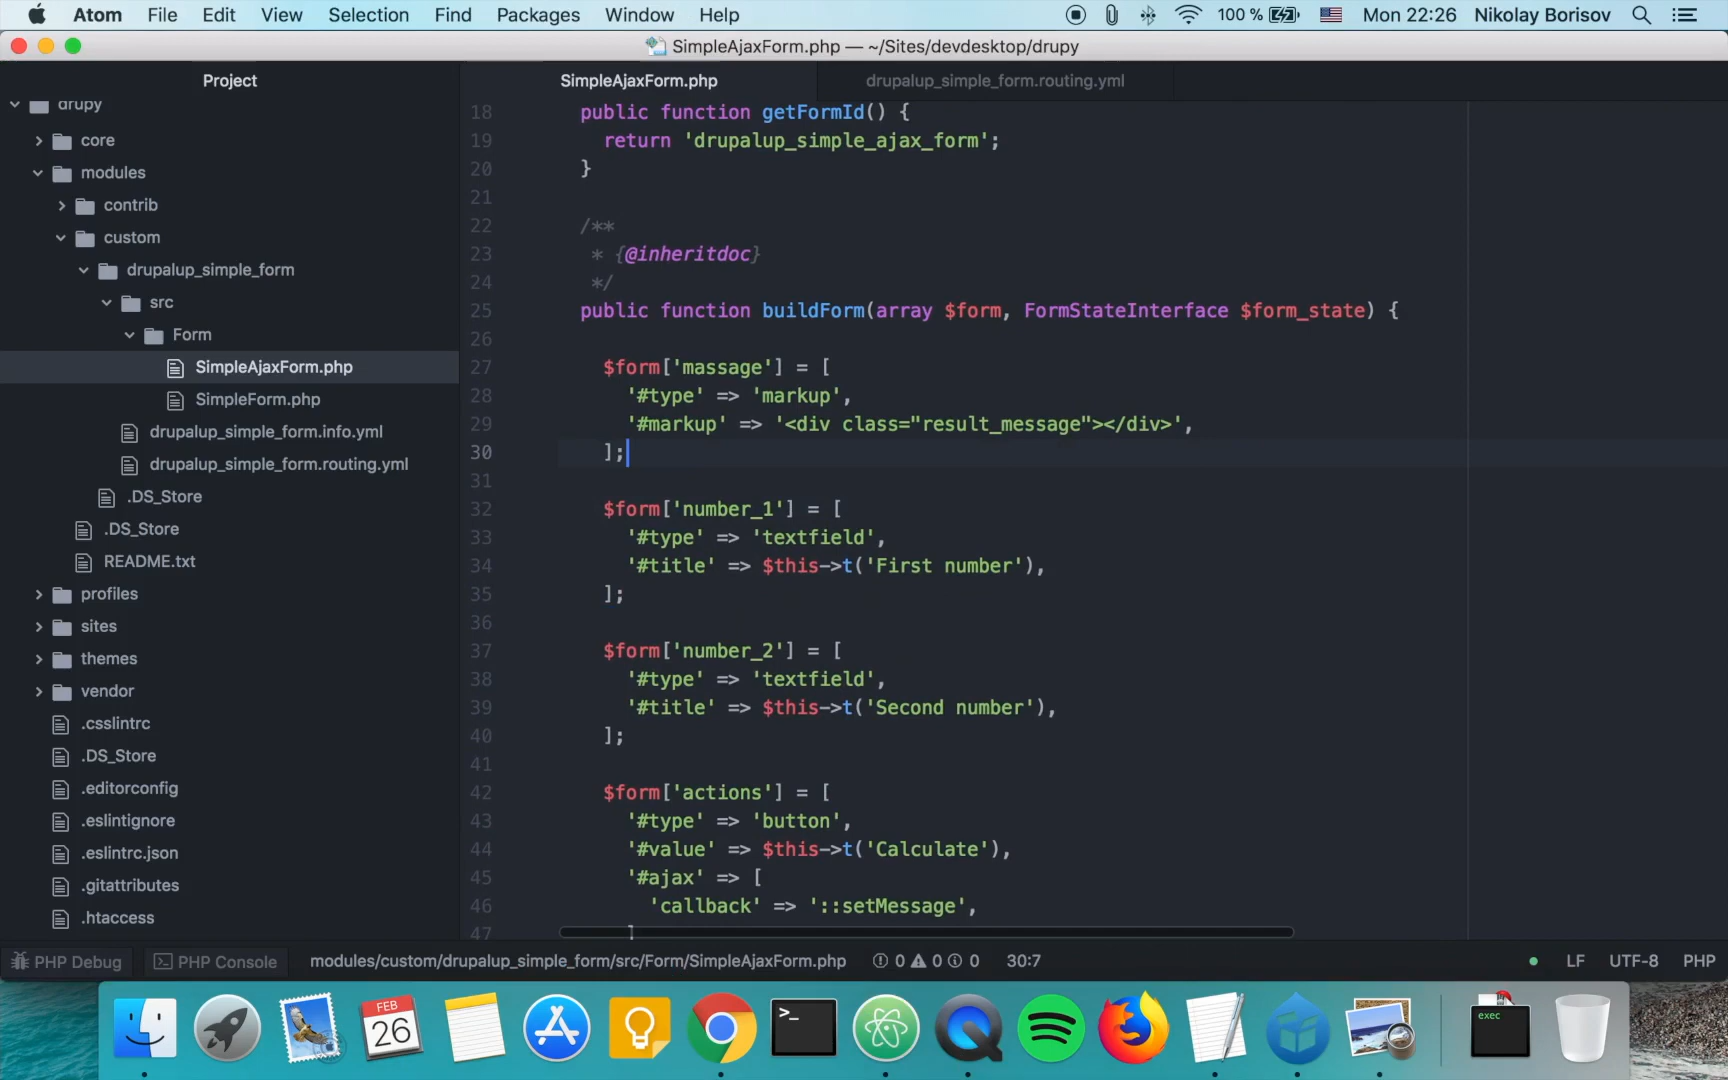 Atom File Edit View Selection Find Packages Window Help 100 % Mon 22:26 Nikolay Borisov
SimpleAjaxForm.php — ~/Sites/devdesktop/drupy
Project
drupy
core
modules
contrib
custom
drupalup_simple_form
src
Form
SimpleAjaxForm.php
SimpleForm.php
drupalup_simple_form.info.yml
drupalup_simple_form.routing.yml
.DS_Store
.DS_Store
README.txt
profiles
sites
themes
vendor
.csslintrc
.DS_Store
.editorconfig
.eslintignore
.eslintrc.json
.gitattributes
.htaccess
SimpleAjaxForm.php drupalup_simple_form.routing.yml
18 public function getFormId() {
19 return 'drupalup_simple_ajax_form';
20 }
21
22 /**
23 * {@inheritdoc}
24 */
25 public function buildForm(array $form, FormStateInterface $form_state) {
26
27 $form['massage'] = [
28 '#type' => 'markup',
29 '#markup' => '<div class="result_message"></div>',
30 ];
31
32 $form['number_1'] = [
33 '#type' => 'textfield',
34 '#title' => $this->t('First number'),
35 ];
36
37 $form['number_2'] = [
38 '#type' => 'textfield',
39 '#title' => $this->t('Second number'),
40 ];
41
42 $form['actions'] = [
43 '#type' => 'button',
44 '#value' => $this->t('Calculate'),
45 '#ajax' => [
46 'callback' => '::setMessage',
47 ]
PHP Debug PHP Console modules/custom/drupalup_simple_form/src/Form/SimpleAjaxForm.php 0 0 0 30:7 LF UTF-8 PHP
FEB
26
>_
exec